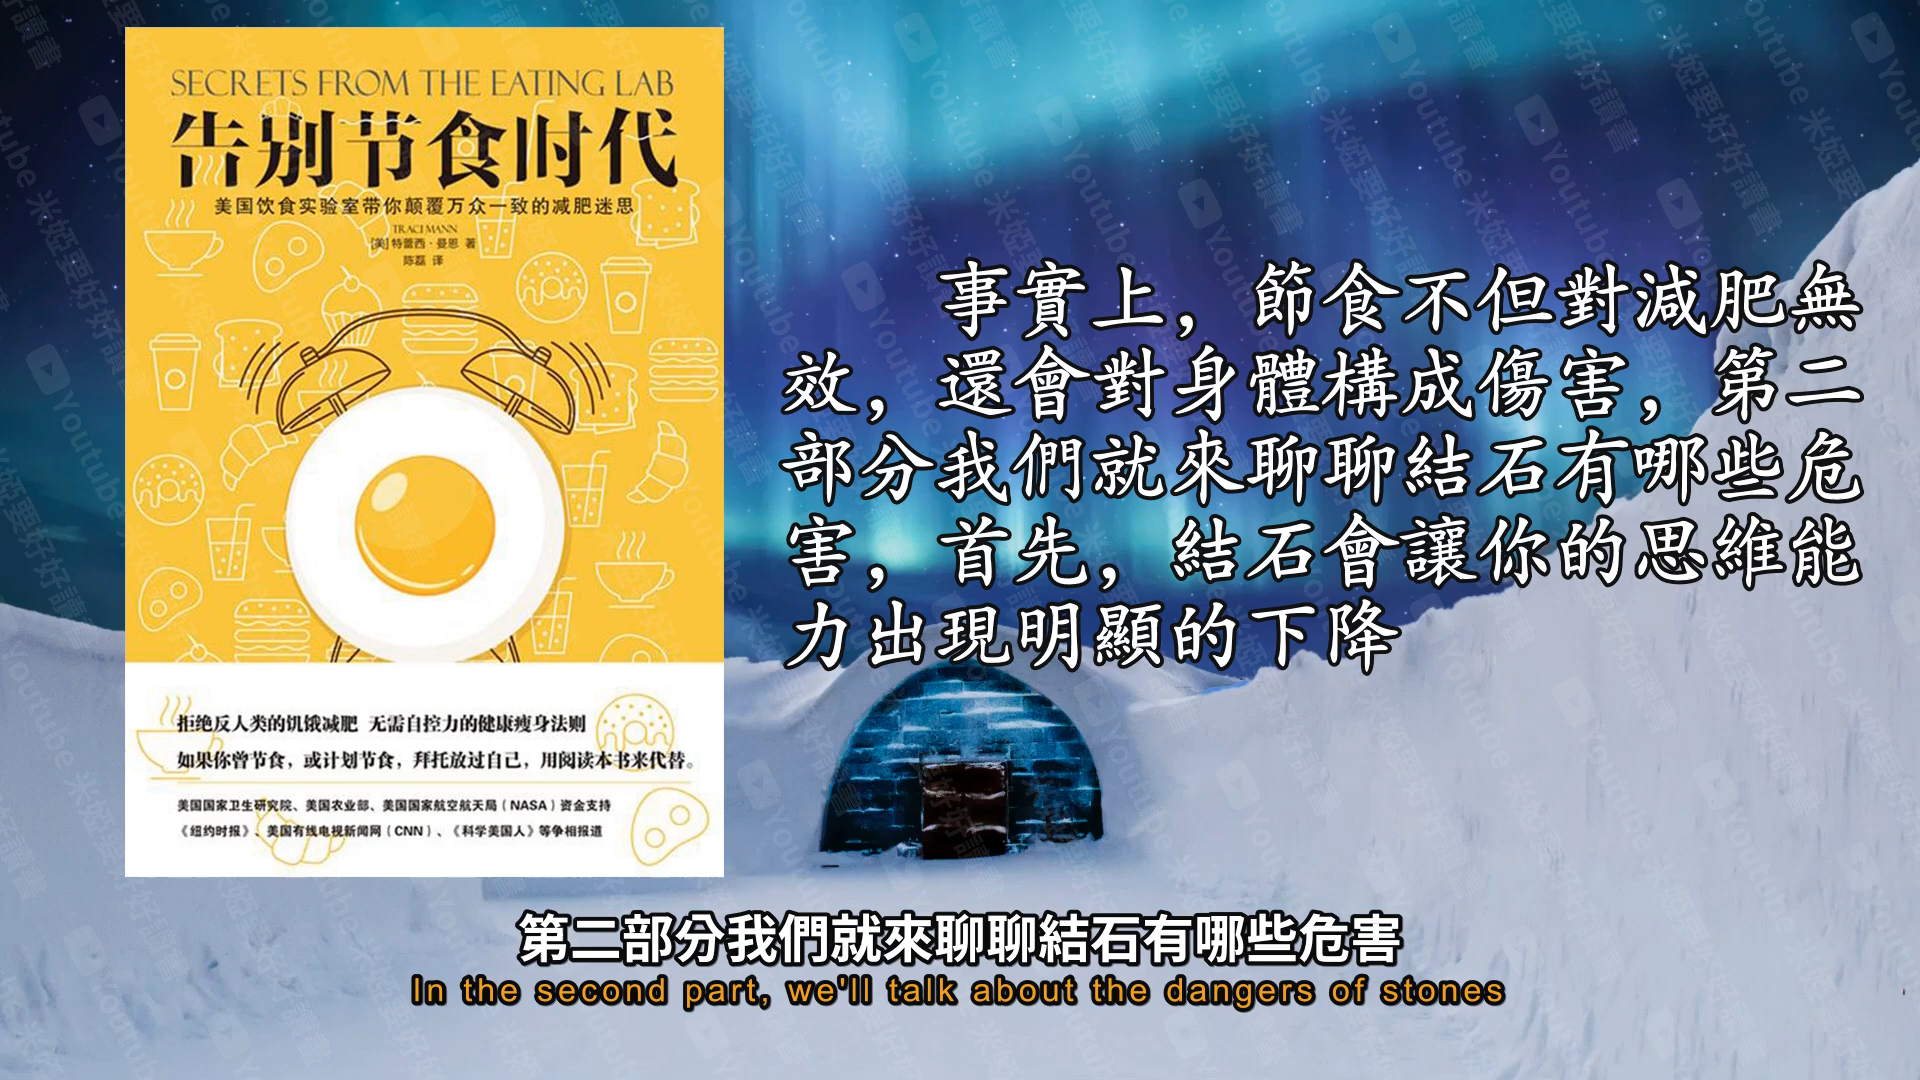 SECRETS FROM THE EATING LAB
告别节食时代
美国饮食实验室带你颠覆万众一致的减肥迷思
TRACI MANN
[美]特蕾西·曼恩 著
陈磊 译
拒绝反人类的饥饿减肥 无需自控力的健康瘦身法则
如果你曾节食，或计划节食，拜托放过自己，用阅读本书来代替。
美国国家卫生研究院、美国农业部、美国国家航空航天局（NASA）资金支持
《纽约时报》、美国有线电视新闻网（CNN）、《科学美国人》等争相报道
事實上，節食不但對減肥無
效，還會對身體構成傷害，第二
部分我們就來聊聊結石有哪些危
害，首先，結石會讓你的思維能
力出現明顯的下降
第二部分我們就來聊聊結石有哪些危害
In the second part, we'll talk about the dangers of stones
Youtube 米婭要好好讀書